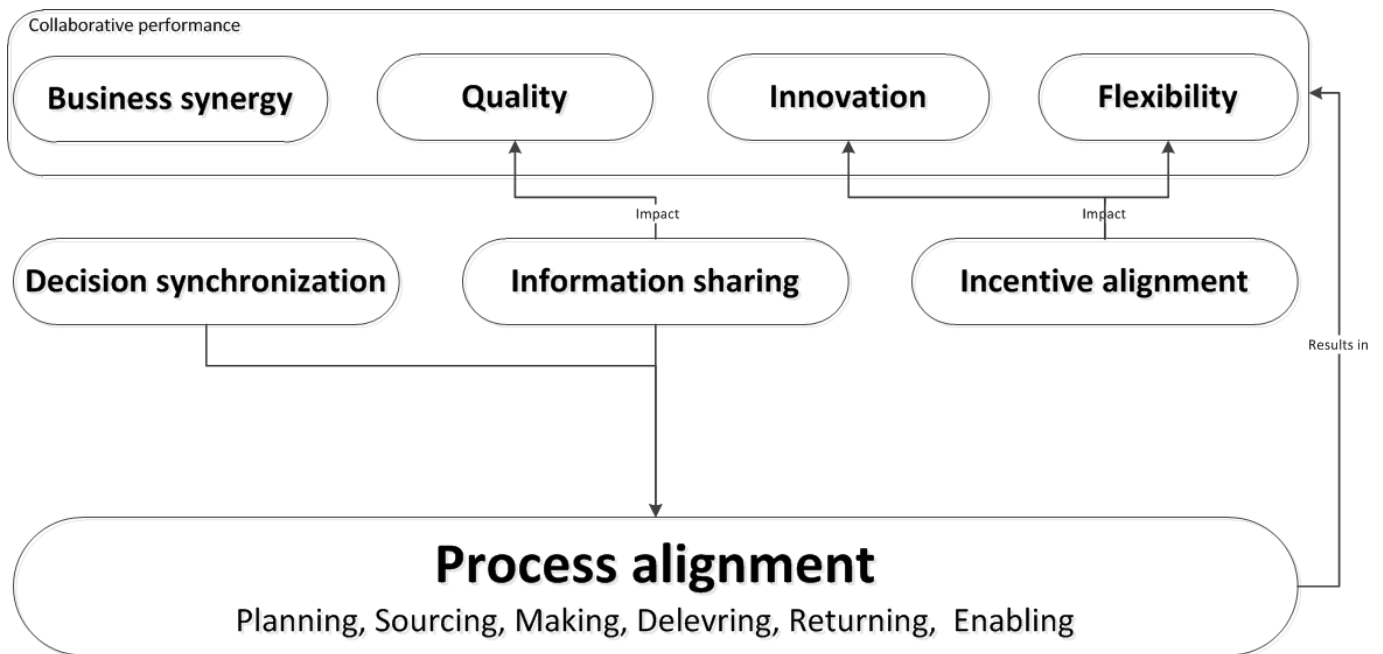 Collaborative performance
Business synergy
Quality
Innovation
Flexibility
Impact
Impact
Decision synchronization
Information sharing
Incentive alignment
Results in
Process alignment
Planning, Sourcing, Making, Delevring, Returning, Enabling